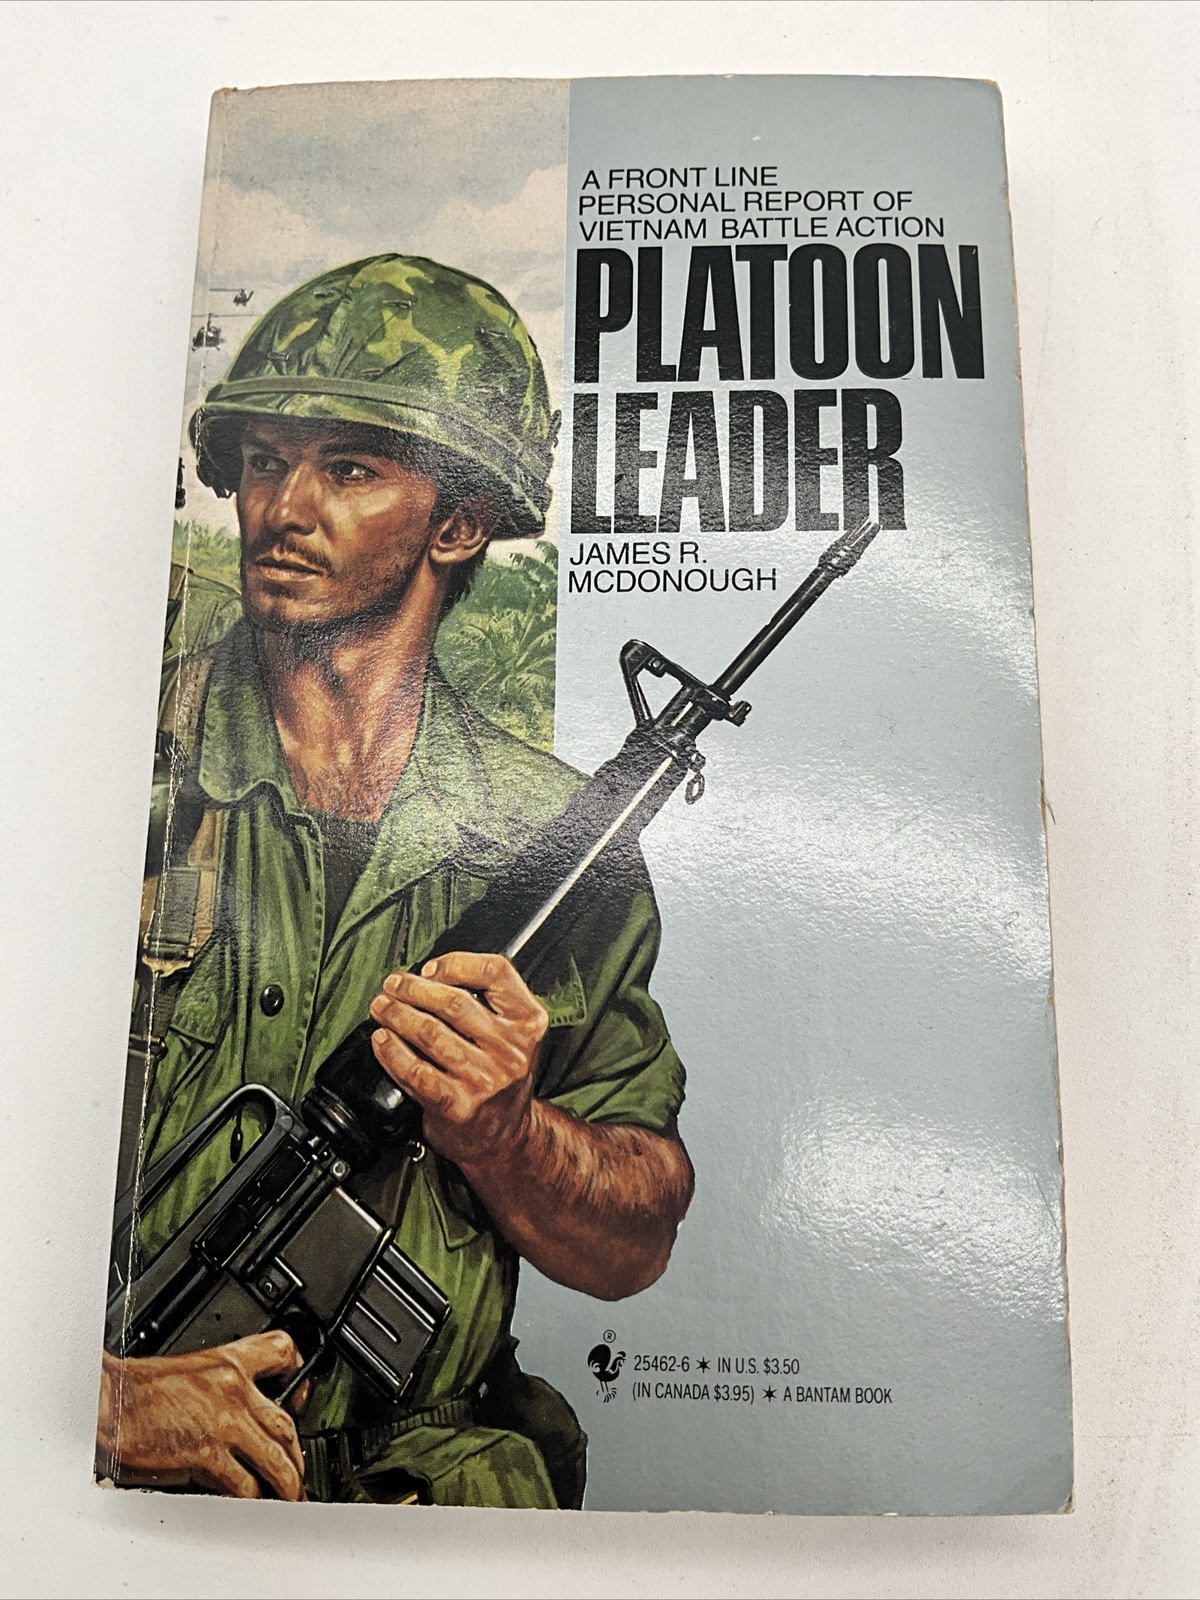 A FRONT LINE
PERSONAL REPORT OF
VIETNAM BATTLE ACTION
PLATOON
LEADER
JAMES R.
MCDONOUGH
®
25462-6 ✶ IN U.S. $3.50
(IN CANADA $3.95) ✶ A BANTAM BOOK